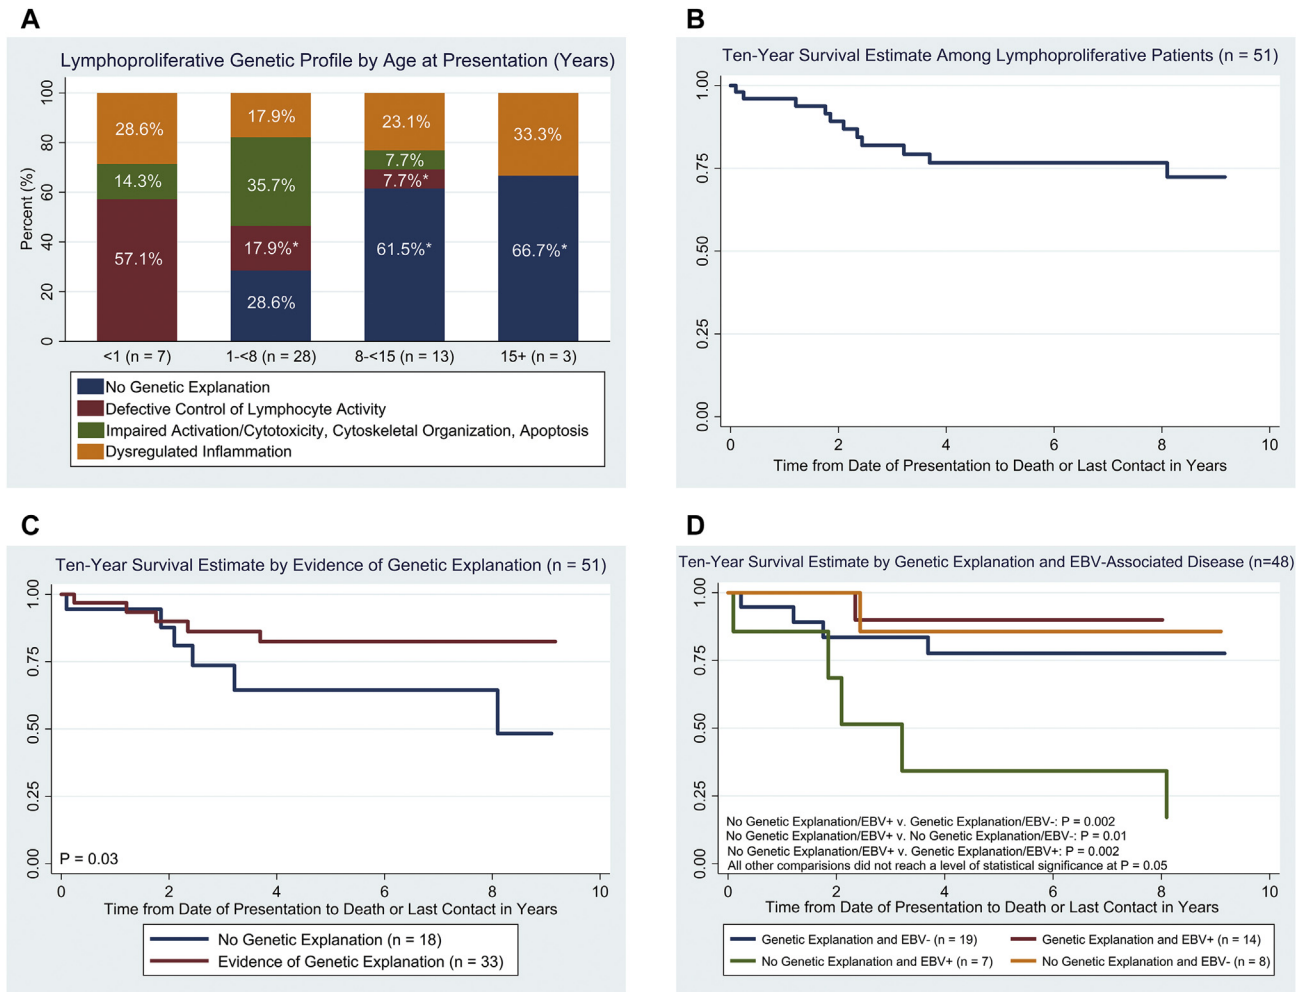 A
Lymphoproliferative Genetic Profile by Age at Presentation (Years)
Percent (%)
100
80
60
40
20
0
28.6%
14.3%
57.1%
17.9%
35.7%
17.9%*
28.6%
23.1%
7.7%
7.7%*
61.5%*
33.3%
66.7%*
<1 (n = 7)
1-<8 (n = 28)
8-<15 (n = 13)
15+ (n = 3)
No Genetic Explanation
Defective Control of Lymphocyte Activity
Impaired Activation/Cytotoxicity, Cytoskeletal Organization, Apoptosis
Dysregulated Inflammation
B
Ten-Year Survival Estimate Among Lymphoproliferative Patients (n = 51)
1.00
0.75
0.50
0.25
0.00
0 2 4 6 8 10
Time from Date of Presentation to Death or Last Contact in Years
C
Ten-Year Survival Estimate by Evidence of Genetic Explanation (n = 51)
1.00
0.75
0.50
0.25
0.00
P = 0.03
0 2 4 6 8 10
Time from Date of Presentation to Death or Last Contact in Years
No Genetic Explanation (n = 18)
Evidence of Genetic Explanation (n = 33)
D
Ten-Year Survival Estimate by Genetic Explanation and EBV-Associated Disease (n=48)
1.00
0.75
0.50
0.25
0.00
No Genetic Explanation/EBV+ v. Genetic Explanation/EBV-: P = 0.002
No Genetic Explanation/EBV+ v. No Genetic Explanation/EBV-: P = 0.01
No Genetic Explanation/EBV+ v. Genetic Explanation/EBV+: P = 0.002
All other comparisions did not reach a level of statistical significance at P = 0.05
0 2 4 6 8 10
Time from Date of Presentation to Death or Last Contact in Years
Genetic Explanation and EBV- (n = 19)
Genetic Explanation and EBV+ (n = 14)
No Genetic Explanation and EBV+ (n = 7)
No Genetic Explanation and EBV- (n = 8)